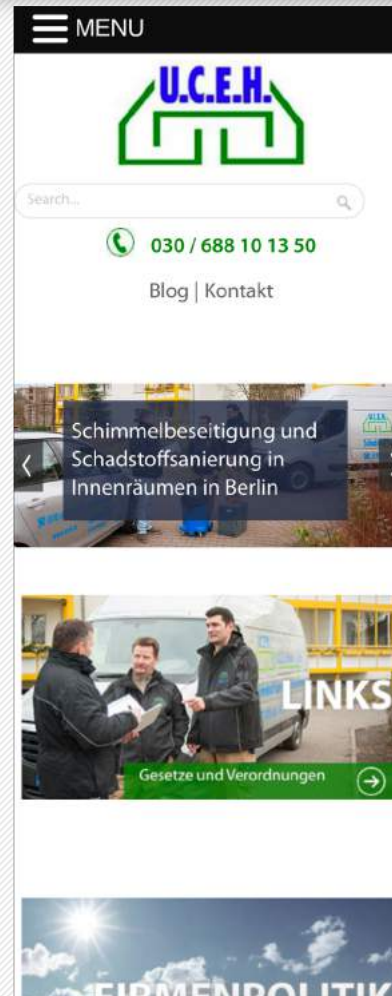 MENU
U.C.E.H.
Search...
030 / 688 10 13 50
Blog | Kontakt
Schimmelbeseitigung und
Schadstoffsanierung in
Innenräumen in Berlin
LINKS
Gesetze und Verordnungen
FIRMENPOLITIK